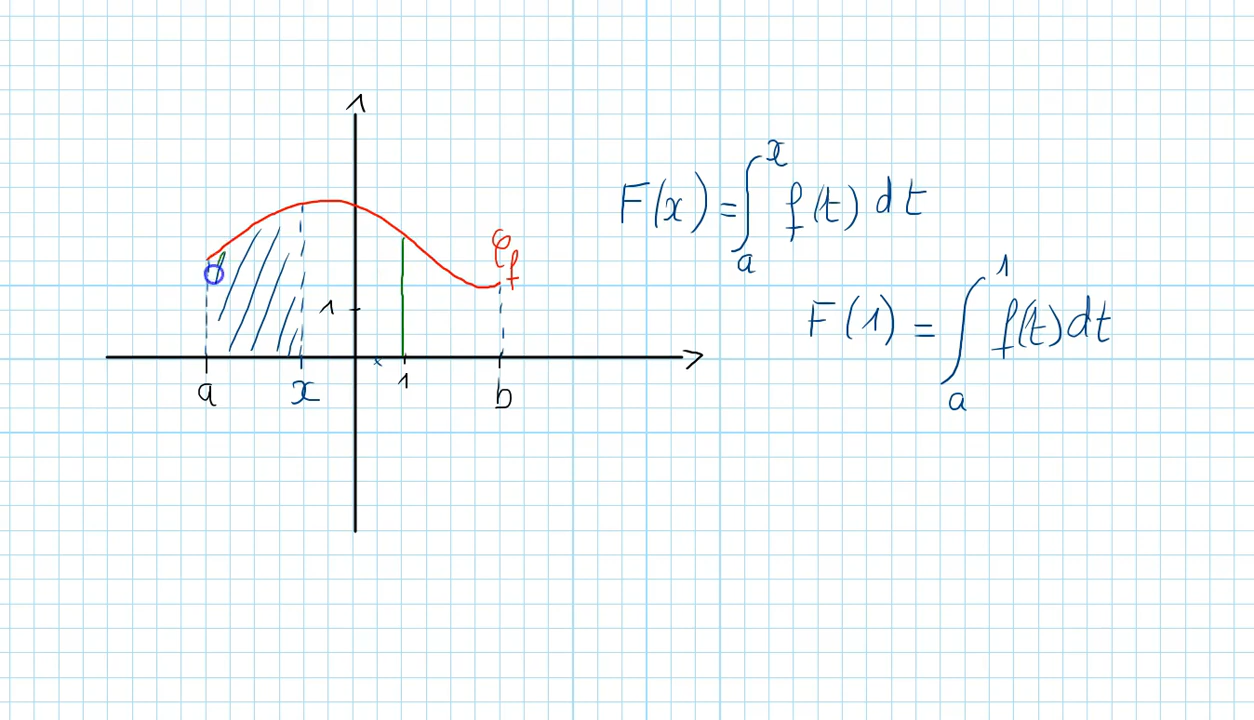 F(x) = ∫ₐˣ f(t) dt
𝒞f
F(1) = ∫ₐ¹ f(t) dt
1
a x 1 b